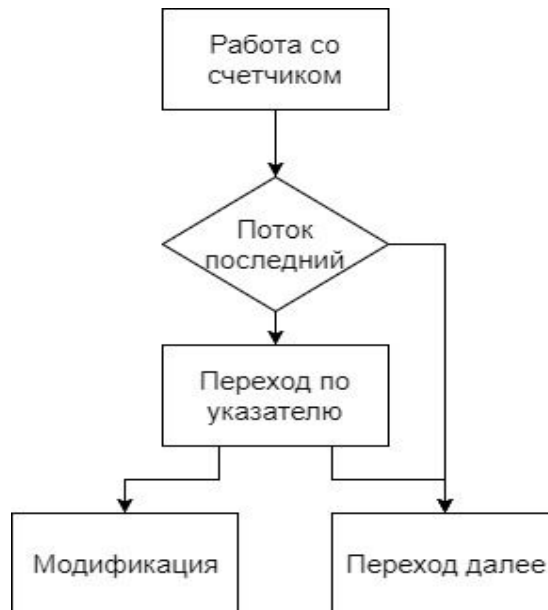 Работа со
счетчиком
Поток
последний
Переход по
указателю
Модификация
Переход далее